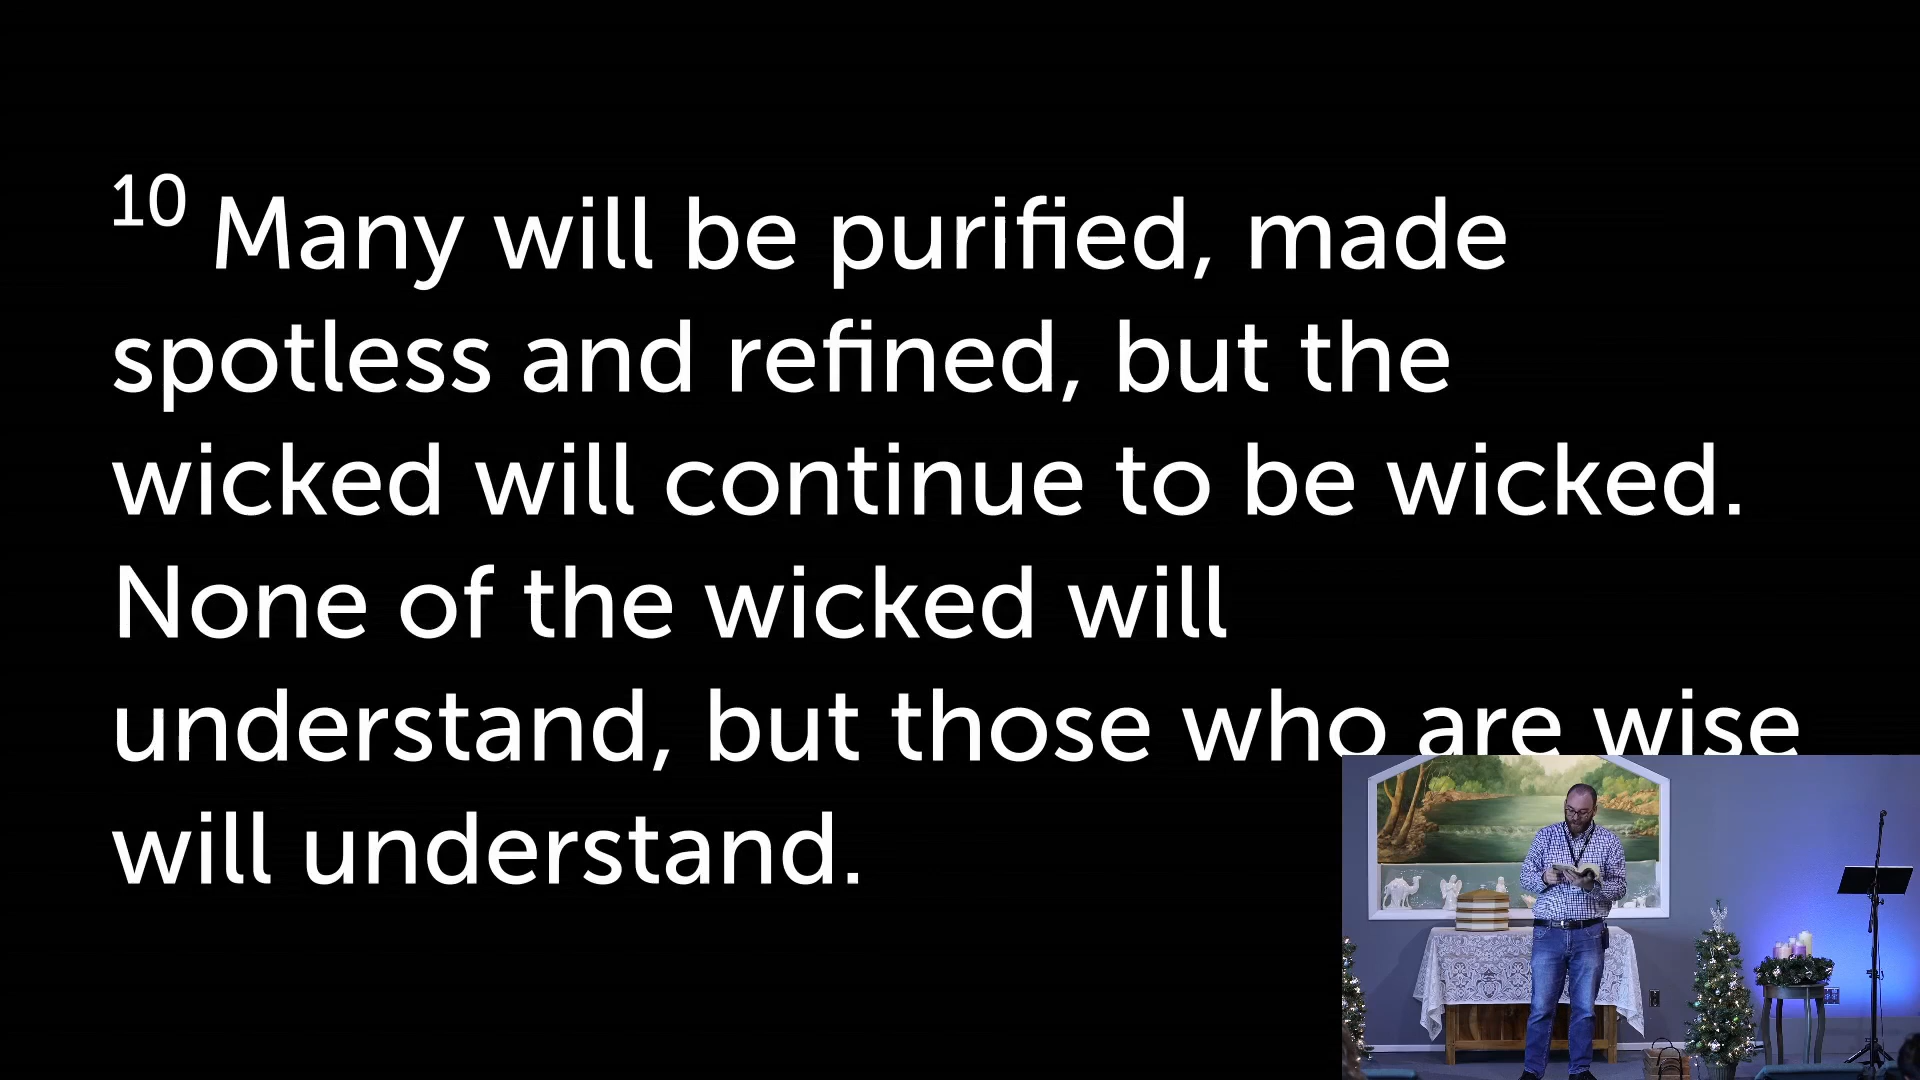 10 Many will be purified, made
spotless and refined, but the
wicked will continue to be wicked.
None of the wicked will
understand, but those who are wise
will understand.